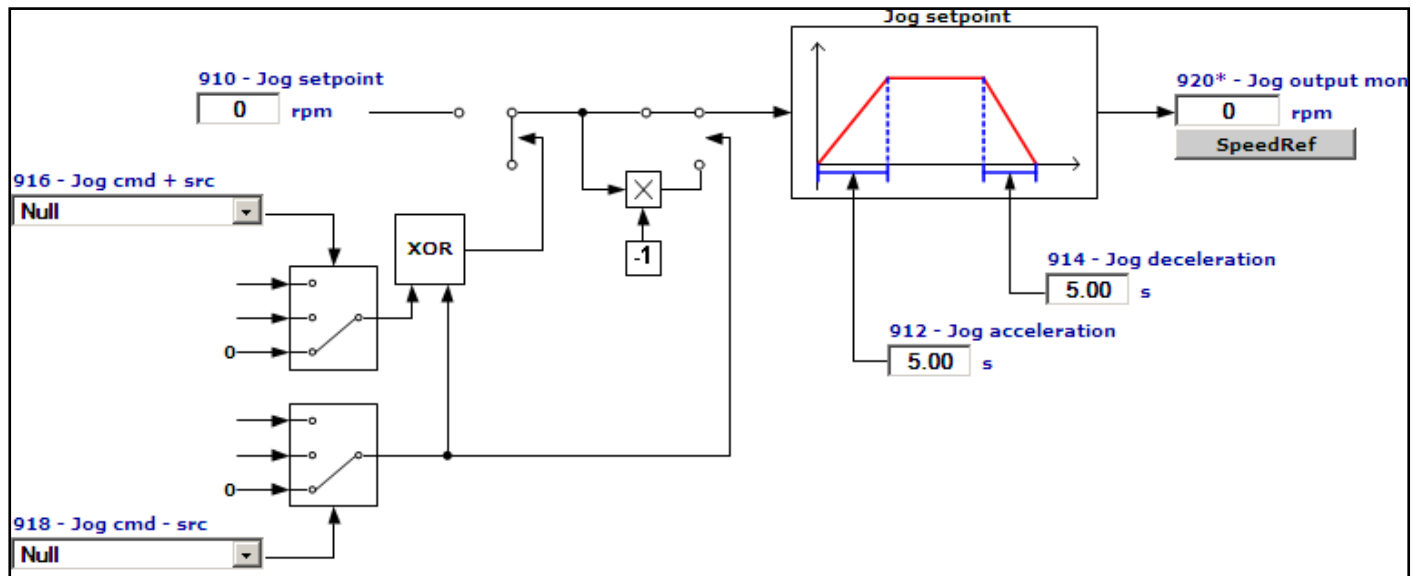 Jog setpoint
910 - Jog setpoint
0 rpm
920* - Jog output mon
0 rpm
SpeedRef
916 - Jog cmd + src
Null
XOR
X
-1
0
914 - Jog deceleration
5.00 s
912 - Jog acceleration
5.00 s
0
918 - Jog cmd - src
Null